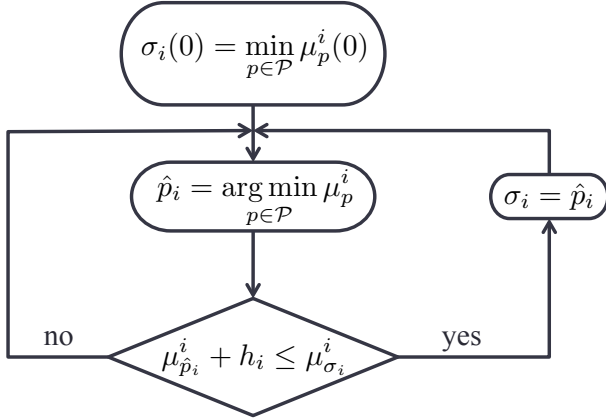 σ_i(0) = min_{p∈𝒫} μ_p^i(0)
p̂_i = arg min_{p∈𝒫} μ_p^i
σ_i = p̂_i
no
yes
μ_{p̂_i}^i + h_i ≤ μ_{σ_i}^i